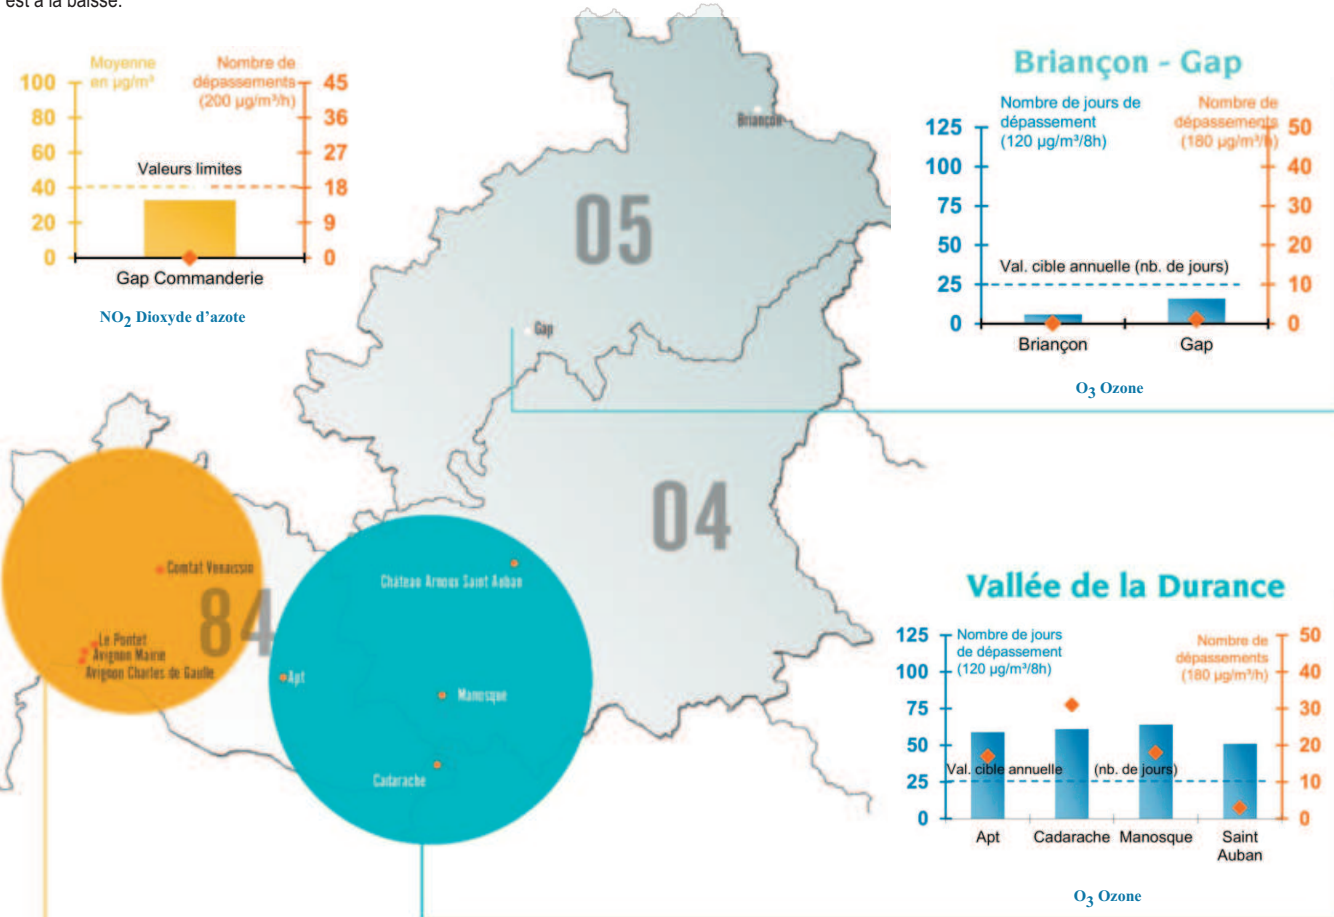 est à la baisse.
Moyenne
en µg/m³
Nombre de
dépassements
(200 µg/m³/h)
100
80
60
40
20
0
45
36
27
18
9
0
Valeurs limites
Gap Commanderie
NO2 Dioxyde d'azote
Briançon
05
Gap
04
84
Comtat Venaissin
Le Pontet
Avignon Mairie
Avignon Charles de Gaulle
Château Arnoux Saint Auban
Apt
Manosque
Cadarache
Briançon - Gap
Nombre de jours de
dépassement
(120 µg/m³/8h)
Nombre de
dépassements
(180 µg/m³/h)
125
100
75
50
25
0
50
40
30
20
10
0
Val. cible annuelle (nb. de jours)
Briançon
Gap
O3 Ozone
Vallée de la Durance
Nombre de jours
de dépassement
(120 µg/m³/8h)
Nombre de
dépassements
(180 µg/m³/h)
125
100
75
50
25
0
50
40
30
20
10
0
Val. cible annuelle (nb. de jours)
Apt
Cadarache
Manosque
Saint
Auban
O3 Ozone